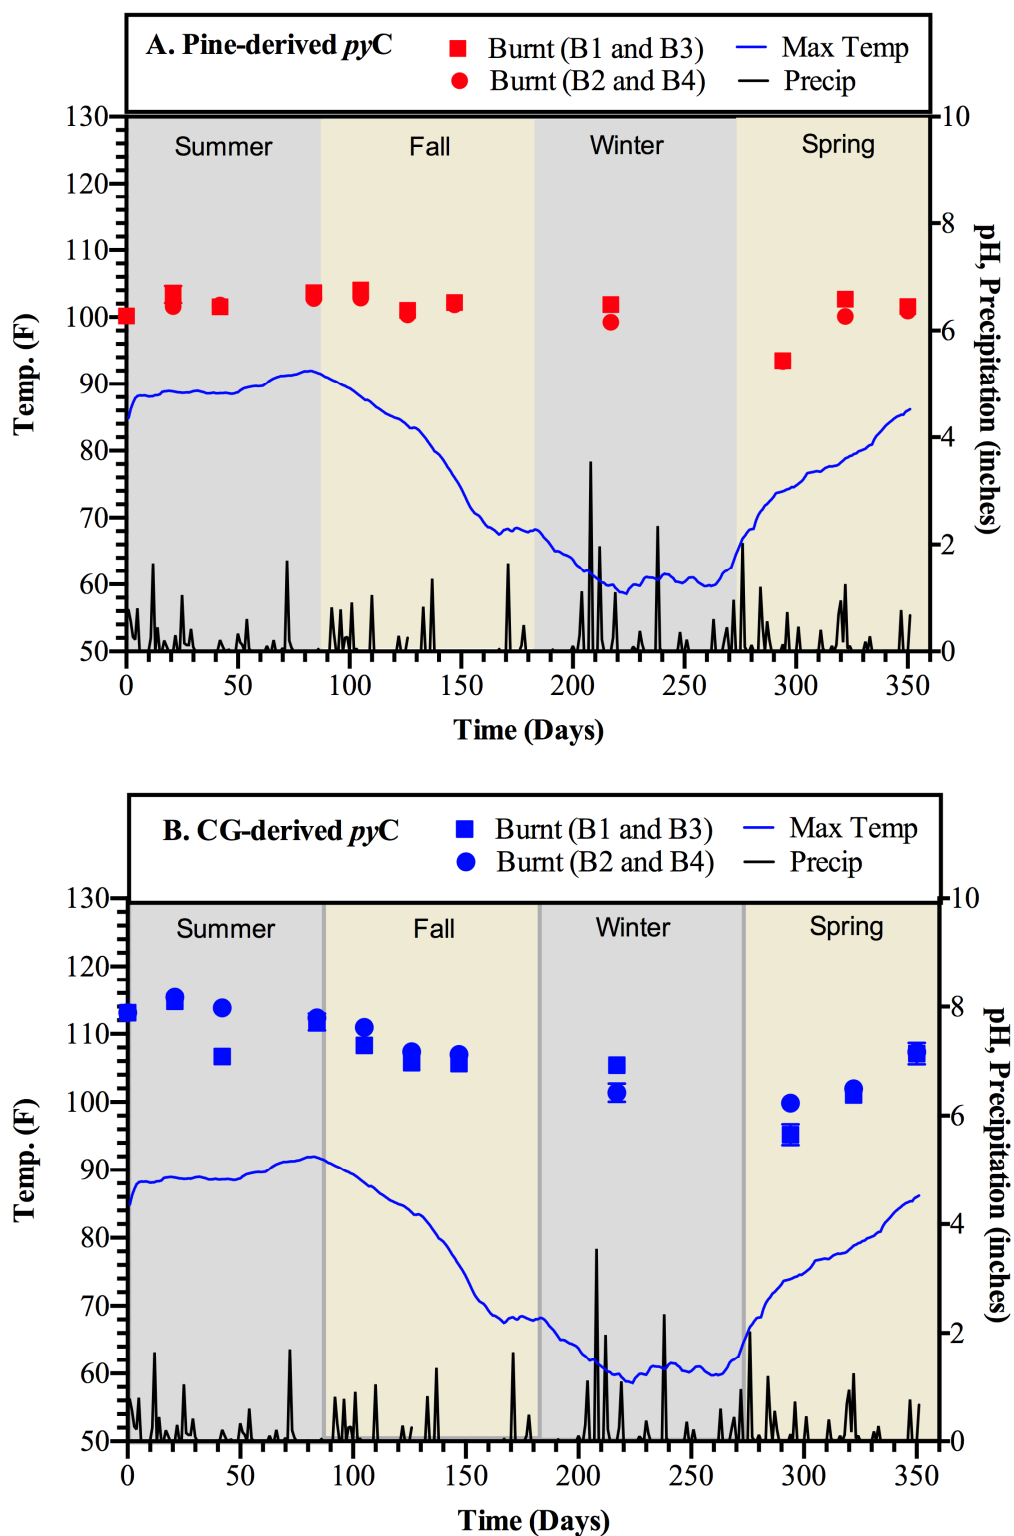 A. Pine-derived pyC
Burnt (B1 and B3)
Max Temp
Burnt (B2 and B4)
Precip
130
120
110
100
90
80
70
60
50
Temp. (F)
Summer
Fall
Winter
Spring
10
8
6
4
2
0
pH, Precipitation (inches)
0
50
100
150
200
250
300
350
Time (Days)
B. CG-derived pyC
Burnt (B1 and B3)
Max Temp
Burnt (B2 and B4)
Precip
130
120
110
100
90
80
70
60
50
Temp. (F)
Summer
Fall
Winter
Spring
10
8
6
4
2
0
pH, Precipitation (inches)
0
50
100
150
200
250
300
350
Time (Days)